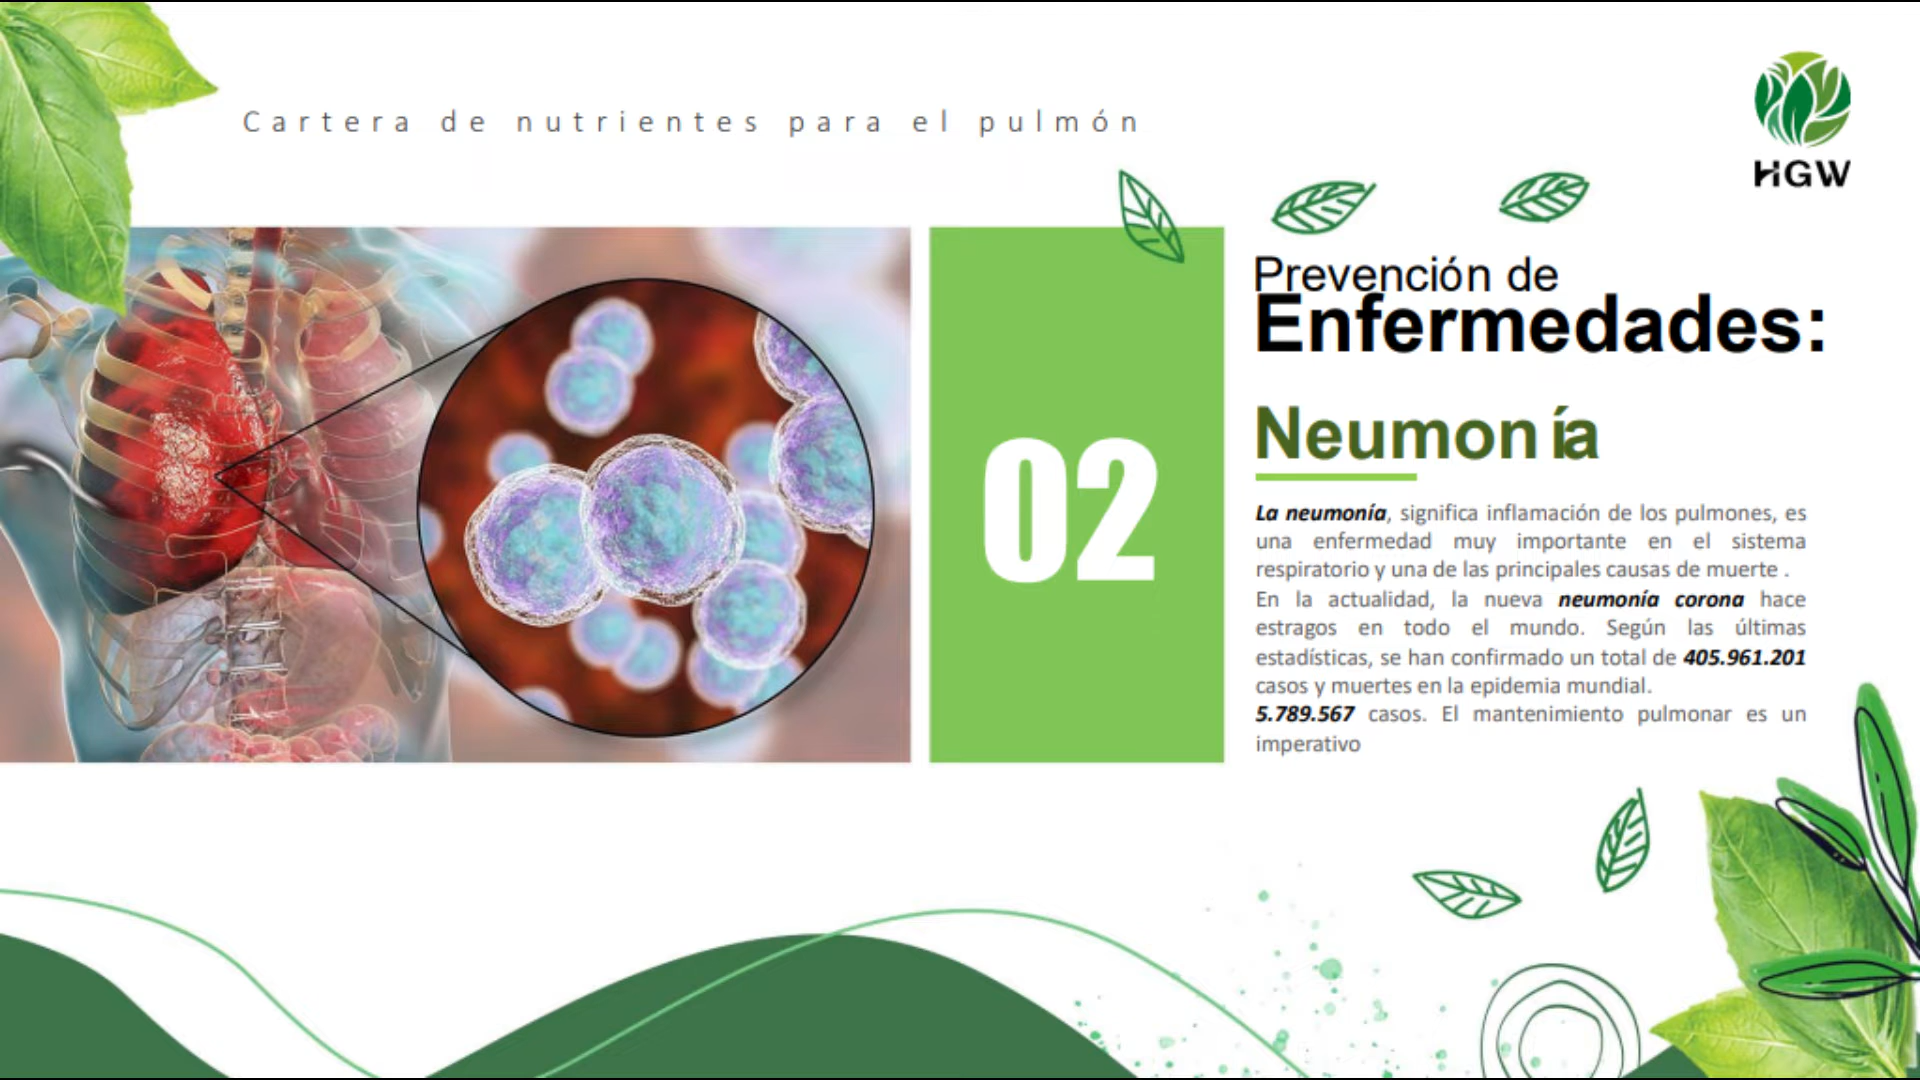 Cartera de nutrientes para el pulmón
HGW
Prevención de
Enfermedades:
02
Neumonía
La neumonía, significa inflamación de los pulmones, es
una enfermedad muy importante en el sistema
respiratorio y una de las principales causas de muerte .
En la actualidad, la nueva neumonía corona hace
estragos en todo el mundo. Según las últimas
estadísticas, se han confirmado un total de 405.961.201
casos y muertes en la epidemia mundial.
5.789.567 casos. El mantenimiento pulmonar es un
imperativo